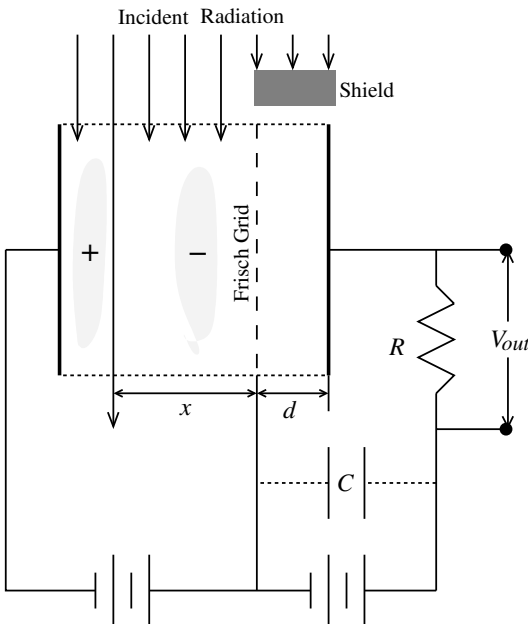 Incident Radiation
Shield
+
−
Frisch Grid
R
Vout
x
d
C